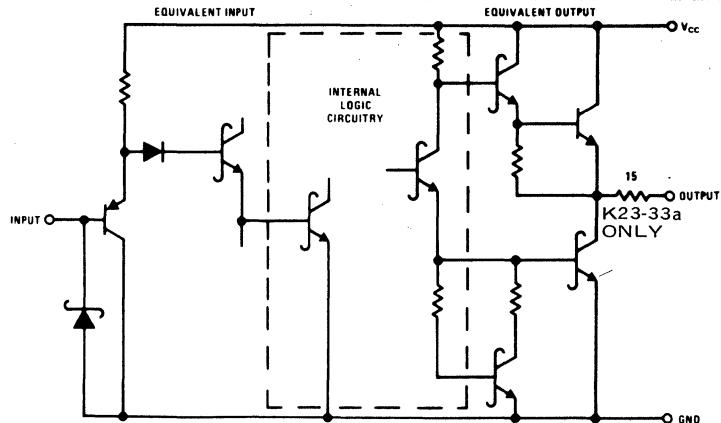 EQUIVALENT INPUT
EQUIVALENT OUTPUT
VCC
INTERNAL
LOGIC
CIRCUITRY
15
INPUT
OUTPUT
K23-33a
ONLY
GND